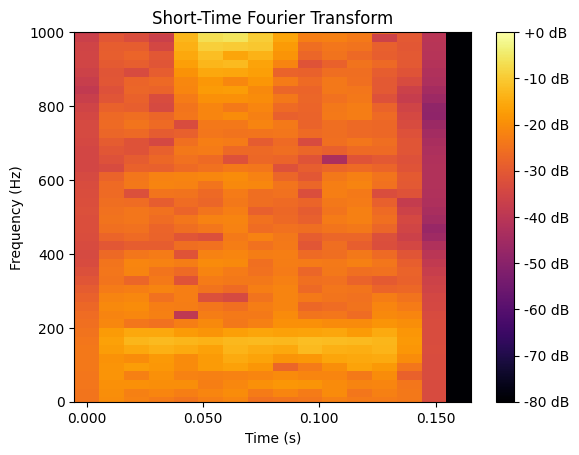 Short-Time Fourier Transform
Frequency (Hz)
1000
800
600
400
200
0
0.000
0.050
0.100
0.150
Time (s)
+0 dB
-10 dB
-20 dB
-30 dB
-40 dB
-50 dB
-60 dB
-70 dB
-80 dB